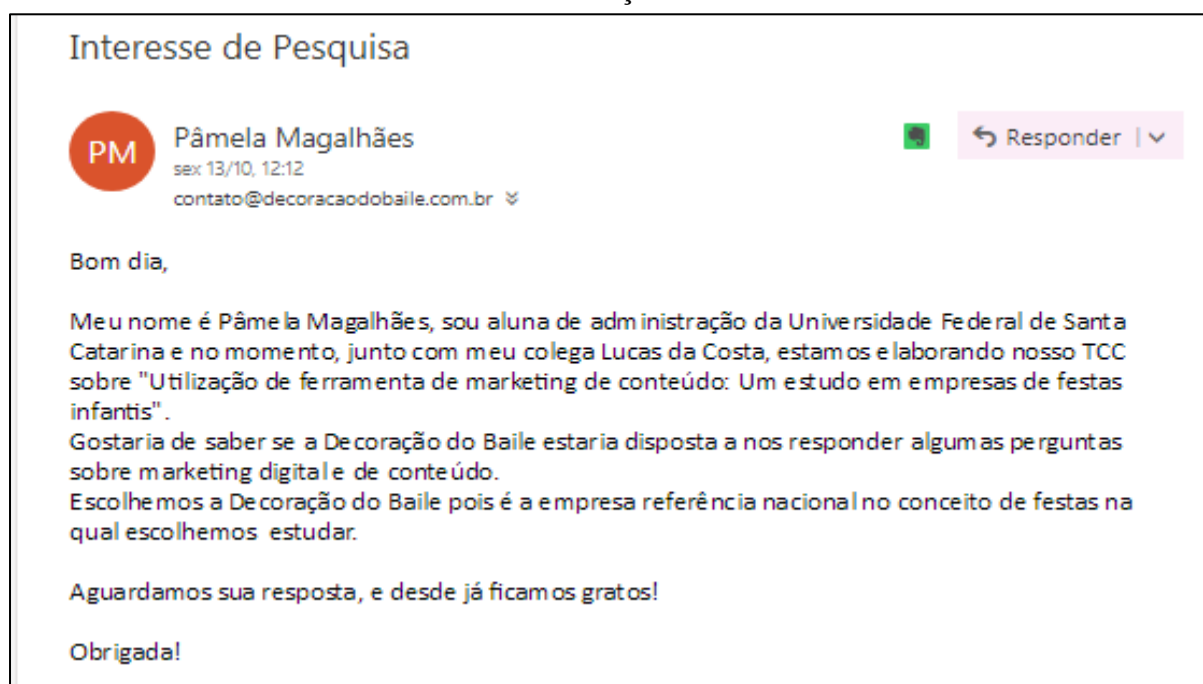 Interesse de Pesquisa
PM
Pâmela Magalhães
Responder
sex 13/10, 12:12
contato@decoracaodobaile.com.br
Bom dia,
Meu nome é Pâmela Magalhães, sou aluna de administração da Universidade Federal de Santa
Catarina e no momento, junto com meu colega Lucas da Costa, estamos elaborando nosso TCC
sobre "Utilização de ferramenta de marketing de conteúdo: Um estudo em empresas de festas
infantis".
Gostaria de saber se a Decoração do Baile estaria disposta a nos responder algumas perguntas
sobre marketing digital e de conteúdo.
Escolhemos a Decoração do Baile pois é a empresa referência nacional no conceito de festas na
qual escolhemos estudar.
Aguardamos sua resposta, e desde já ficamos gratos!
Obrigada!